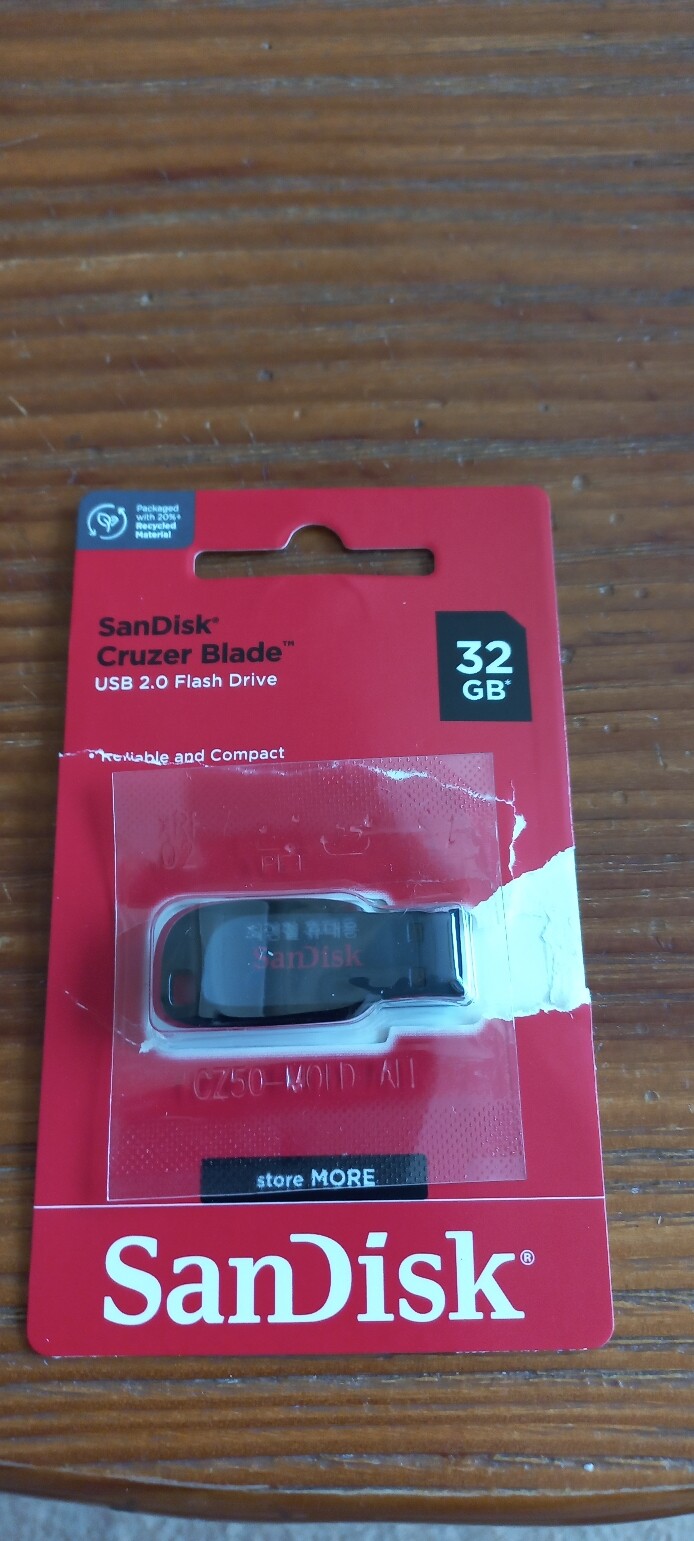 Packaged
with 20%+
Recycled
Material
SanDisk®
Cruzer Blade™
USB 2.0 Flash Drive
32
GB*
• Reliable and Compact
SanDisk
CZ50-MOLD
store MORE
SanDisk®